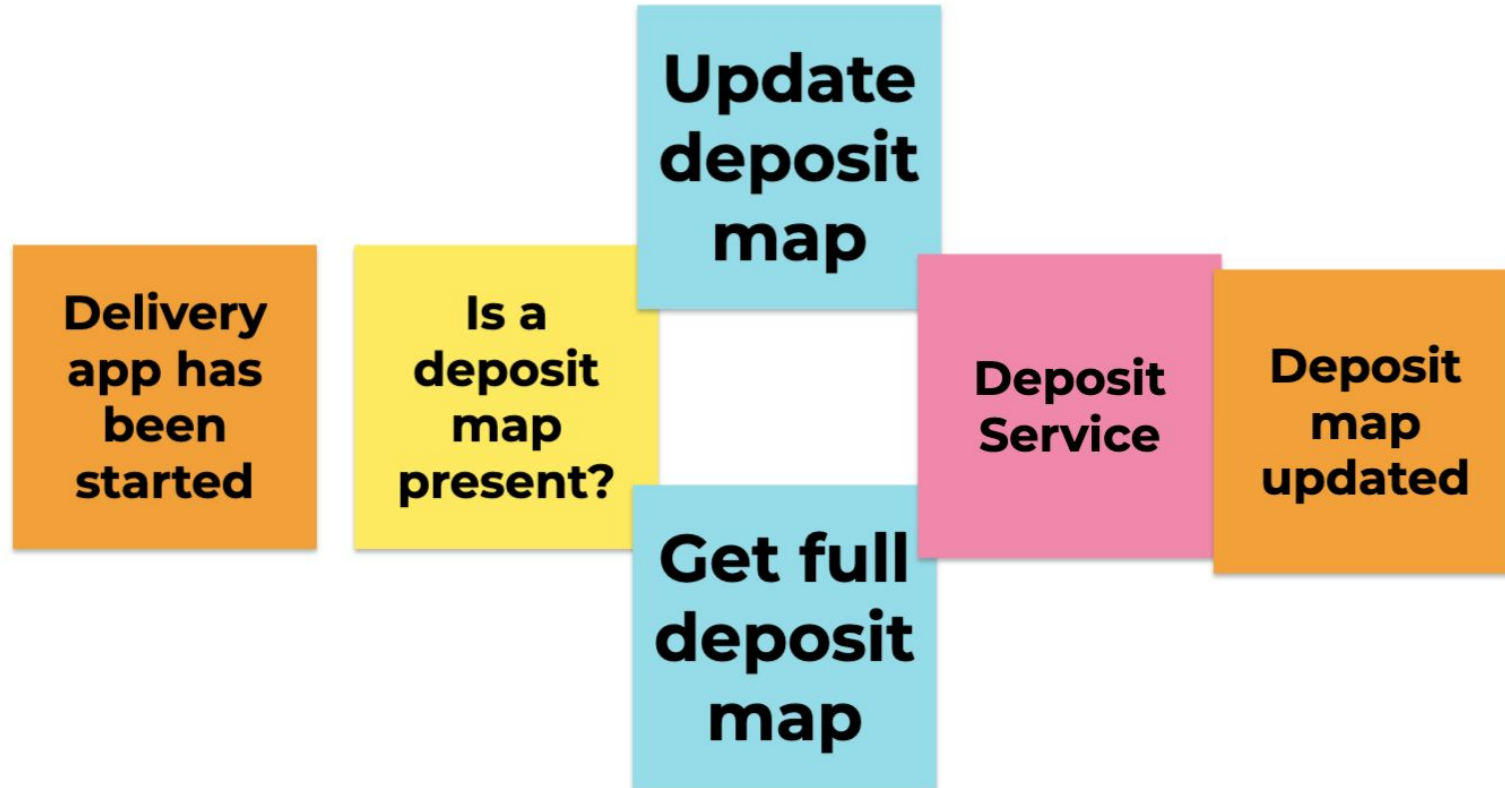 Delivery
app has
been
started
Is a
deposit
map
present?
Update
deposit
map
Get full
deposit
map
Deposit
Service
Deposit
map
updated